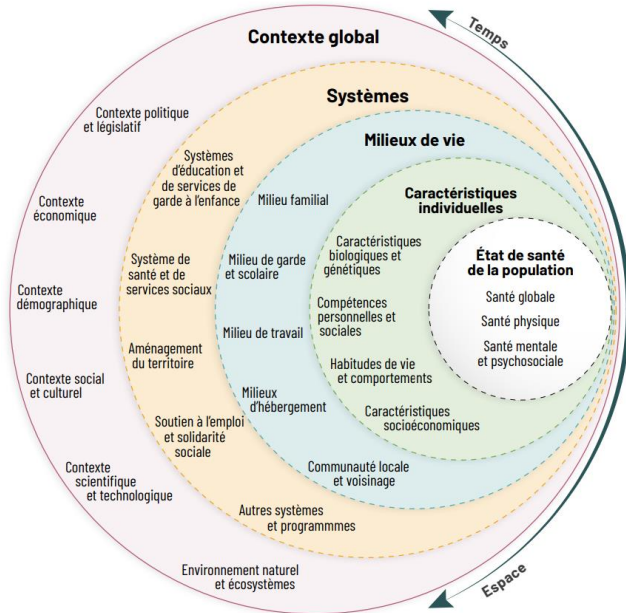 Contexte global
Temps
Contexte politique
et législatif
Contexte
économique
Contexte
démographique
Contexte social
et culturel
Contexte
scientifique
et technologique
Environnement naturel
et écosystèmes
Systèmes
Systèmes
d'éducation et
et de services de
garde à l'enfance
Système de
santé et de
services sociaux
Aménagement
du territoire
Soutien à l'emploi
et solidarité
sociale
Autres systèmes
et programmmes
Milieux de vie
Milieu familial
Milieu de garde
et scolaire
Milieu de travail
Milieux
d'hébergement
Communauté locale
et voisinage
Caractéristiques
individuelles
Caractéristiques
biologiques et
génétiques
Compétences
personnelles et
sociales
Habitudes de vie
et comportements
Caractéristiques
socioéconomiques
État de santé
de la population
Santé globale
Santé physique
Santé mentale
et psychosociale
Espace